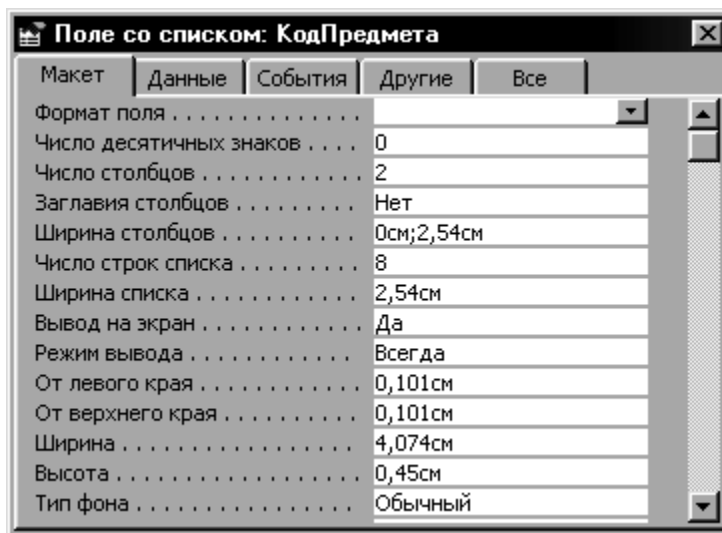 Поле со списком: КодПредмета
Макет Данные События Другие Все
Формат поля . . . . . . . . . . . . . .
Число десятичных знаков . . . . 0
Число столбцов . . . . . . . . . . . . 2
Заглавия столбцов . . . . . . . . . Нет
Ширина столбцов . . . . . . . . . . 0см;2,54см
Число строк списка . . . . . . . . . 8
Ширина списка . . . . . . . . . . . . 2,54см
Вывод на экран . . . . . . . . . . . . Да
Режим вывода . . . . . . . . . . . . Всегда
От левого края . . . . . . . . . . . . 0,101см
От верхнего края . . . . . . . . . . 0,101см
Ширина . . . . . . . . . . . . . . . . . 4,074см
Высота . . . . . . . . . . . . . . . . . . 0,45см
Тип фона . . . . . . . . . . . . . . . . Обычный